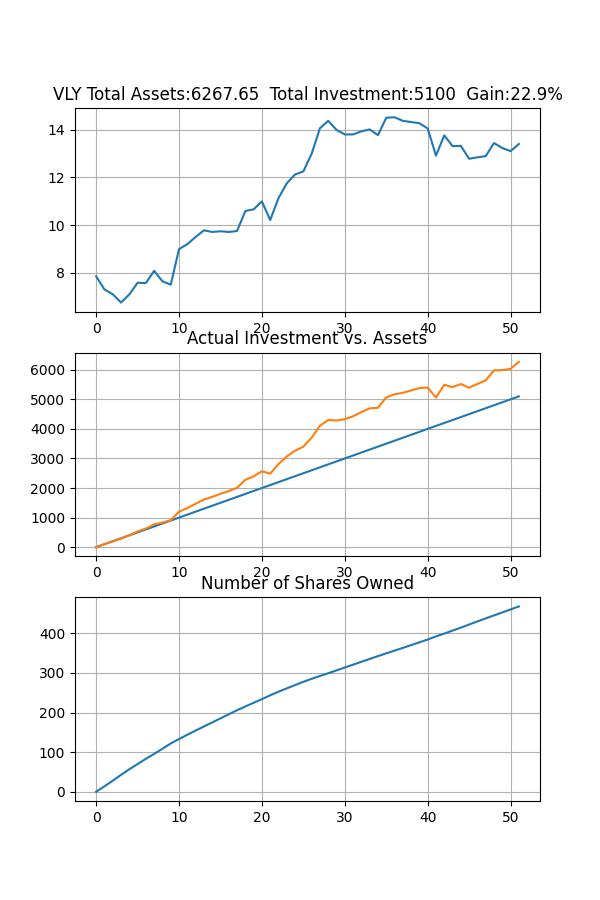 VLY Total Assets:6267.65  Total Investment:5100  Gain:22.9%
14
12
10
8
0 10 20 30 40 50
Actual Investment vs. Assets
6000
5000
4000
3000
2000
1000
0
0 10 20 30 40 50
Number of Shares Owned
400
300
200
100
0
0 10 20 30 40 50